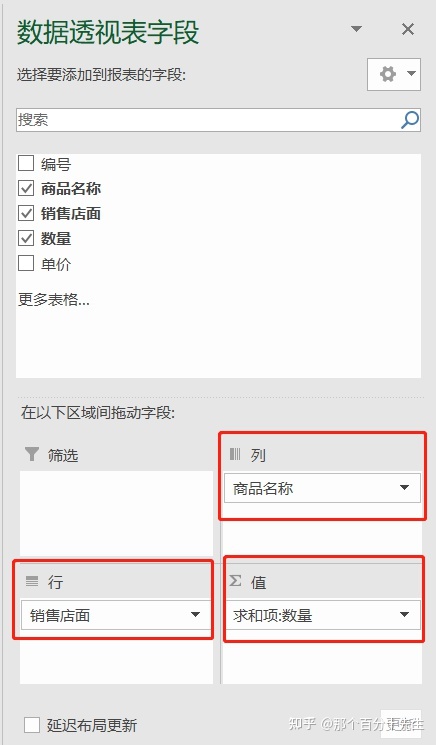 数据透视表字段
选择要添加到报表的字段:
搜索
编号
商品名称
销售店面
数量
单价
更多表格...
在以下区域间拖动字段:
筛选
列
商品名称
行
值
销售店面
求和项:数量
延迟布局更新
知乎 @那个百分
先生